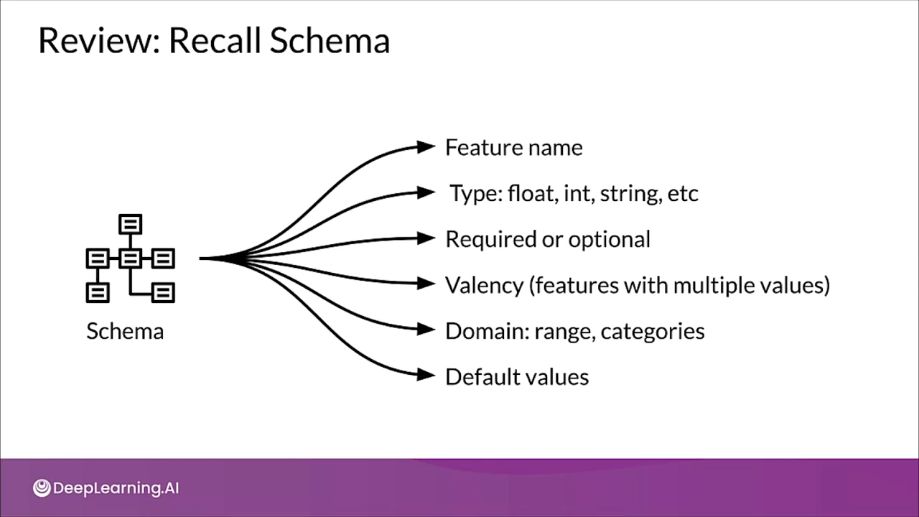 Review: Recall Schema
Feature name
Type: float, int, string, etc
Required or optional
Valency (features with multiple values)
Domain: range, categories
Default values
Schema
DeepLearning.AI